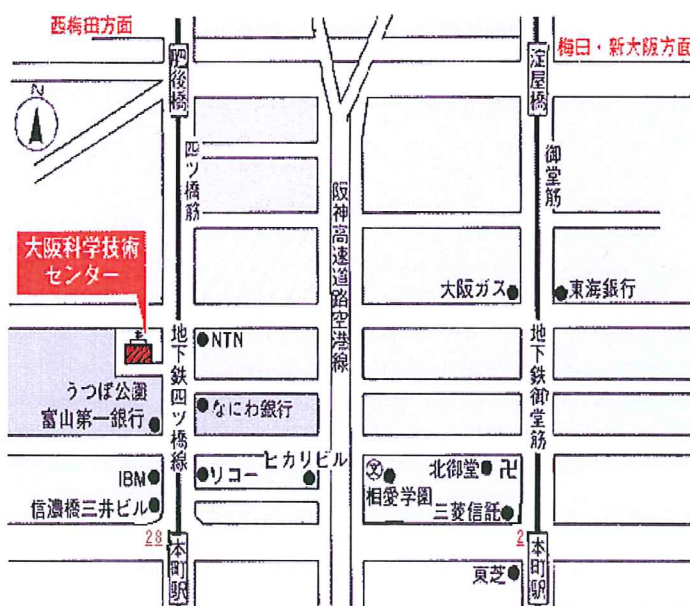 西梅田方面
梅田・新大阪方面
肥後橋
淀屋橋
N
四ツ橋筋
御堂筋
阪神高速道路空港線
大阪科学技術
センター
大阪ガス
東海銀行
地下鉄四ツ橋線
NTN
地下鉄御堂筋
うつぼ公園
富山第一銀行
なにわ銀行
ヒカリビル
IBM
リコー
文
相愛学園
北御堂
卍
信濃橋三井ビル
三菱信託
28
本町駅
2
本町駅
東芝